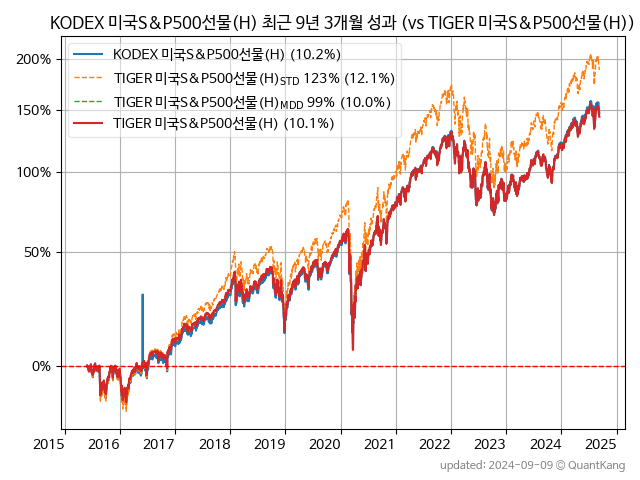 KODEX 미국S&P500선물(H) 최근 9년 3개월 성과 (vs TIGER 미국S&P500선물(H))
KODEX 미국S&P500선물(H) (10.2%)
TIGER 미국S&P500선물(H)STD 123% (12.1%)
TIGER 미국S&P500선물(H)MDD 99% (10.0%)
TIGER 미국S&P500선물(H) (10.1%)
200%
150%
100%
50%
0%
2015 2016 2017 2018 2019 2020 2021 2022 2023 2024 2025
updated: 2024-09-09 © QuantKang